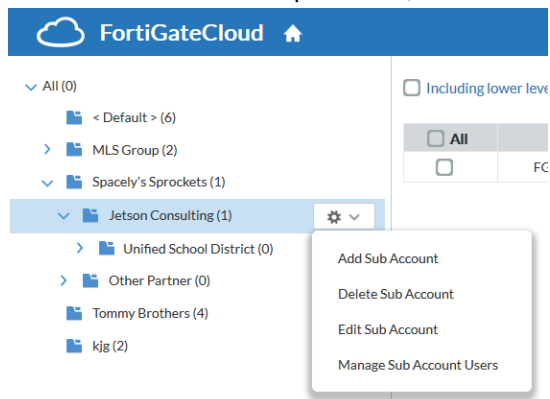 FortiGateCloud
All (0)
Including lower leve
< Default > (6)
All
MLS Group (2)
FG
Spacely's Sprockets (1)
Jetson Consulting (1)
Unified School District (0)
Add Sub Account
Other Partner (0)
Delete Sub Account
Tommy Brothers (4)
Edit Sub Account
kjg (2)
Manage Sub Account Users